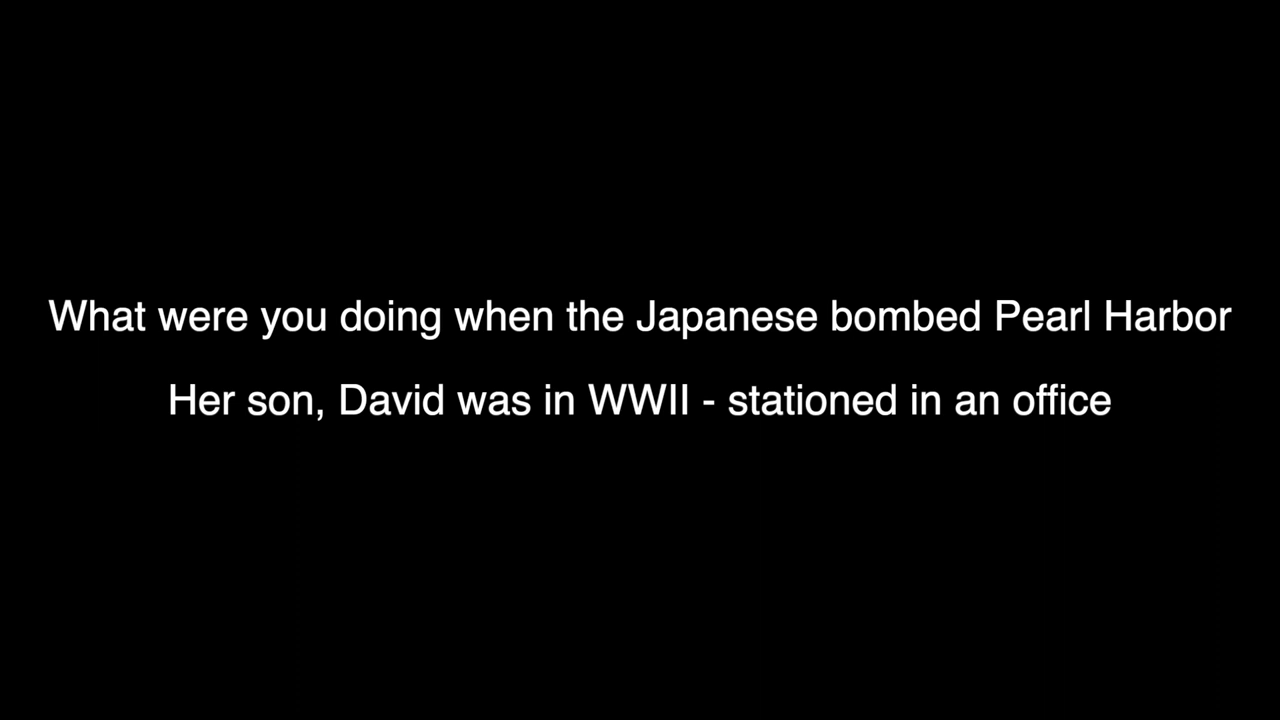 What were you doing when the Japanese bombed Pearl Harbor
Her son, David was in WWII - stationed in an office